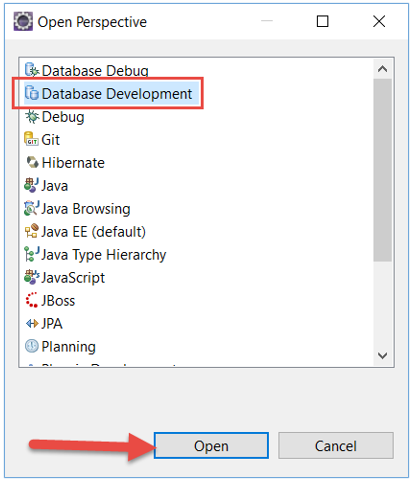 Open Perspective
Database Debug
Database Development
Debug
Git
Hibernate
Java
Java Browsing
Java EE (default)
Java Type Hierarchy
JavaScript
JBoss
JPA
Planning
Open
Cancel